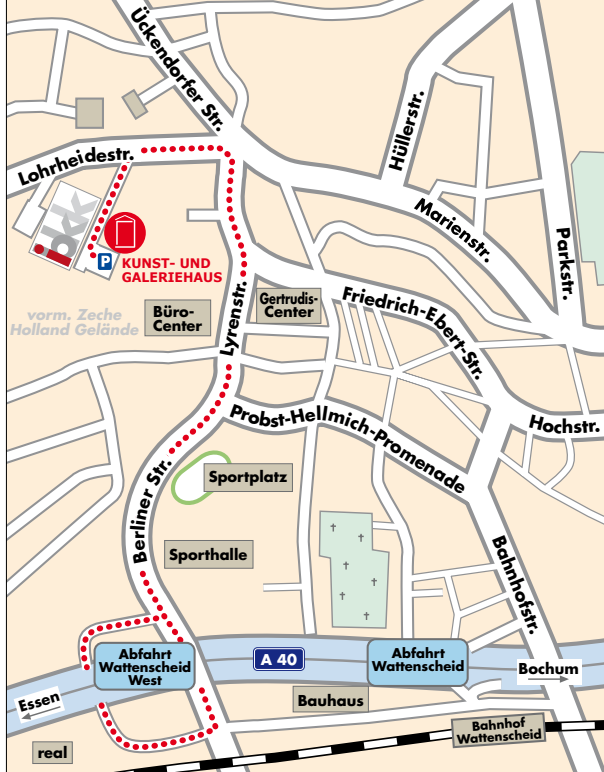 Ückendorfer Str.
Lohrheidestr.
Hüllerstr.
Marienstr.
Parkstr.
ibkk
P
KUNST- UND
GALERIEHAUS
vorm. Zeche
Holland Gelände
Büro-
Center
Lyrenstr.
Gertrudis-
Center
Friedrich-Ebert-Str.
Hochstr.
Probst-Hellmich-Promenade
Berliner Str.
Sportplatz
Sporthalle
Bahnhofstr.
Abfahrt
Wattenscheid
West
A 40
Abfahrt
Wattenscheid
Bochum
Essen
Bauhaus
Bahnhof
Wattenscheid
real